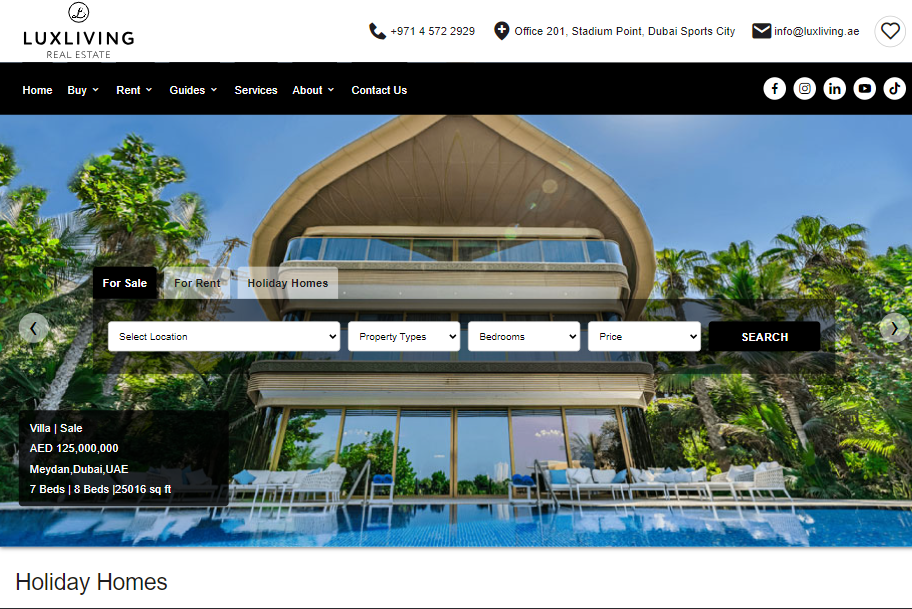 LUXLIVING
REAL ESTATE
+971 4 572 2929
Office 201, Stadium Point, Dubai Sports City
info@luxliving.ae
Home Buy Rent Guides Services About Contact Us
For Sale For Rent Holiday Homes
Select Location Property Types Bedrooms Price SEARCH
Villa | Sale
AED 125,000,000
Meydan,Dubai,UAE
7 Beds | 8 Beds |25016 sq ft
Holiday Homes